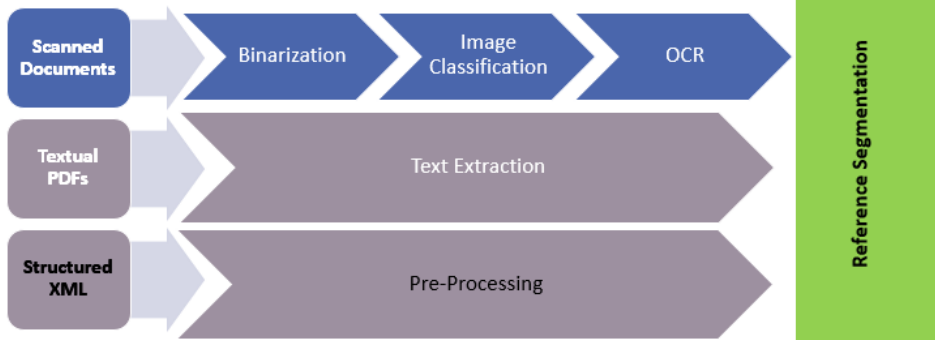 Scanned
Documents
Binarization
Image
Classification
OCR
Textual
PDFs
Text Extraction
Structured
XML
Pre-Processing
Reference Segmentation